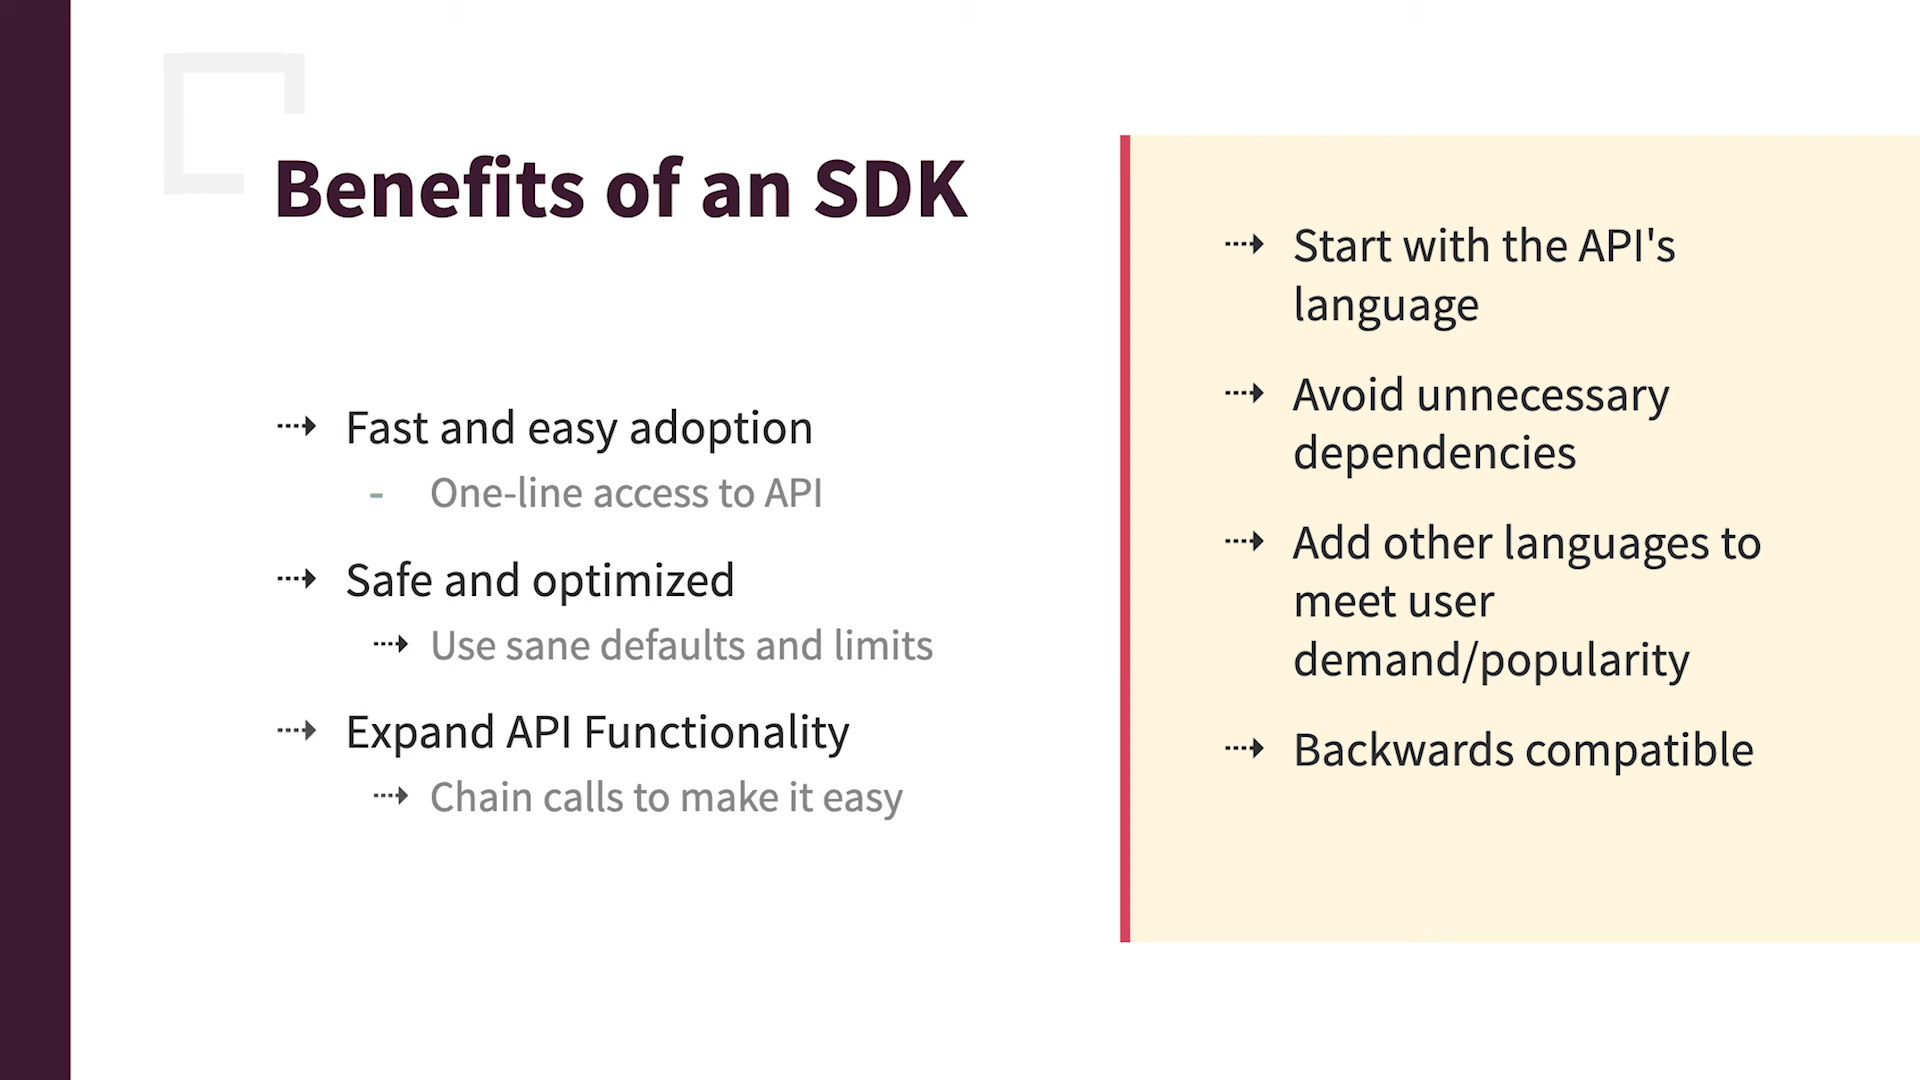 Benefits of an SDK
Fast and easy adoption
- One-line access to API
Safe and optimized
Use sane defaults and limits
Expand API Functionality
Chain calls to make it easy
Start with the API's
language
Avoid unnecessary
dependencies
Add other languages to
meet user
demand/popularity
Backwards compatible